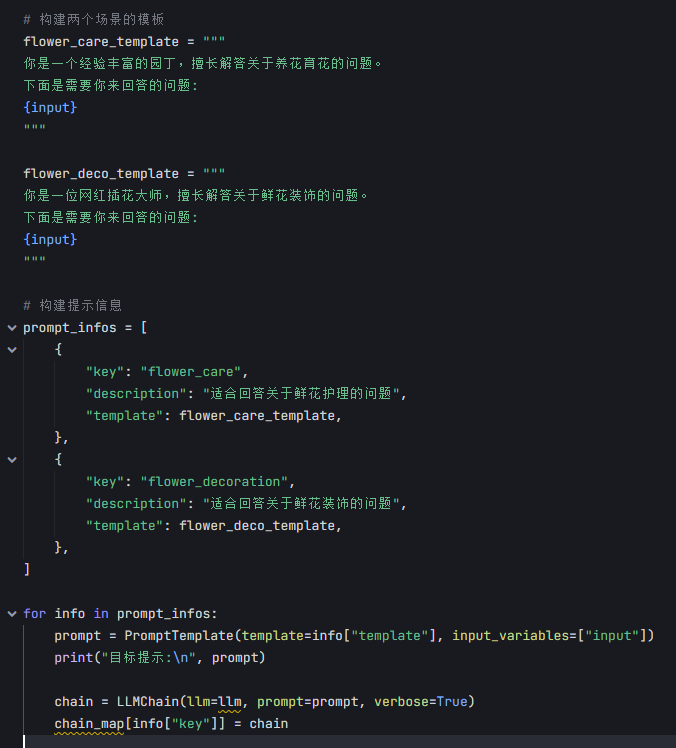 # 构建两个场景的模板
flower_care_template = """
你是一个经验丰富的园丁，擅长解答关于养花育花的问题。
下面是需要你来回答的问题:
{input}
"""
flower_deco_template = """
你是一位网红插花大师，擅长解答关于鲜花装饰的问题。
下面是需要你来回答的问题:
{input}
"""
# 构建提示信息
prompt_infos = [
    {
        "key": "flower_care",
        "description": "适合回答关于鲜花护理的问题",
        "template": flower_care_template,
    },
    {
        "key": "flower_decoration",
        "description": "适合回答关于鲜花装饰的问题",
        "template": flower_deco_template,
    },
]
for info in prompt_infos:
    prompt = PromptTemplate(template=info["template"], input_variables=["input"])
    print("目标提示:\n", prompt)
    chain = LLMChain(llm=llm, prompt=prompt, verbose=True)
    chain_map[info["key"]] = chain